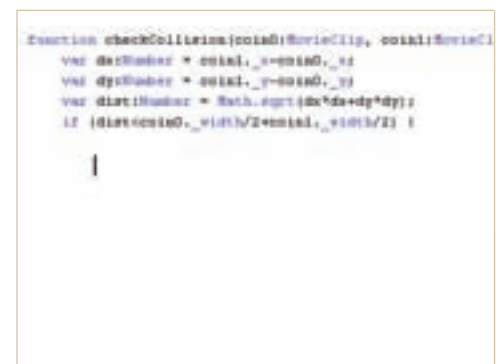 function checkCollision(coin0:MovieClip, coin1:MovieCl
var dx:Number = coin1._x-coin0._x;
var dy:Number = coin1._y-coin0._y;
var dist:Number = Math.sqrt(dx*dx+dy*dy);
if (dist<coin0._width/2+coin1._width/2) {